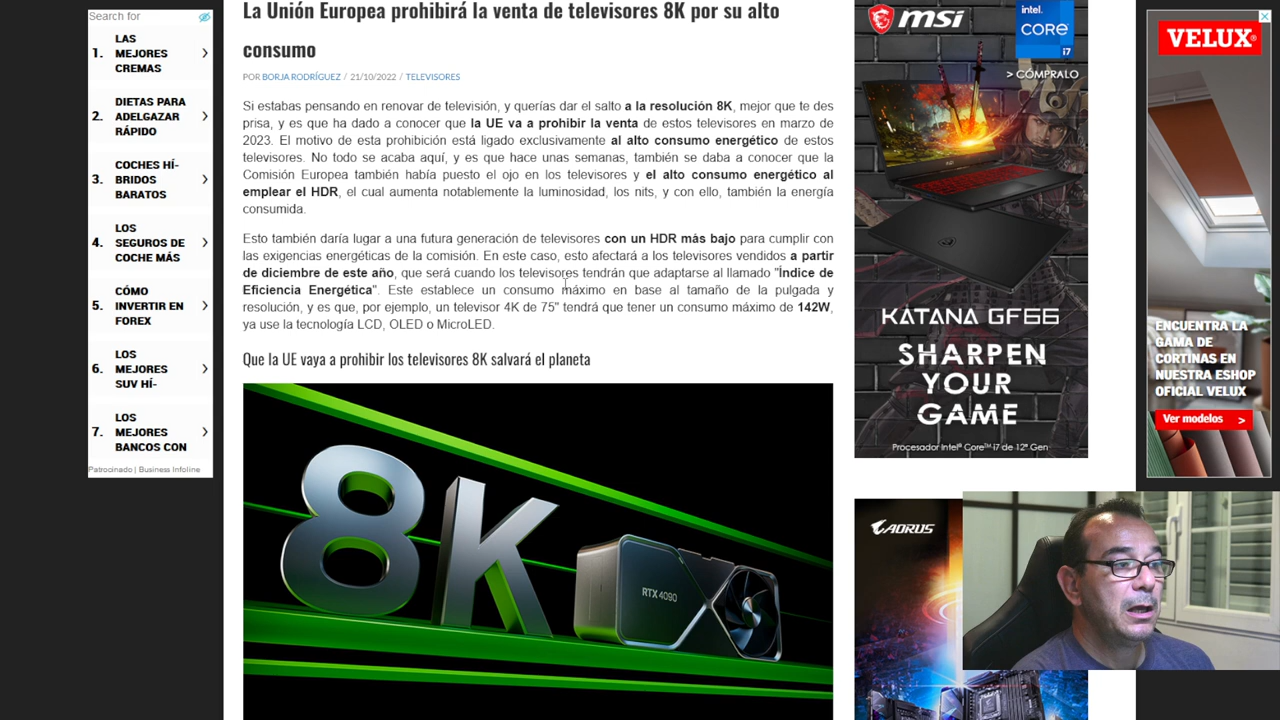 Search for
1. LAS
MEJORES
CREMAS
2. DIETAS PARA
ADELGAZAR
RÁPIDO
3. COCHES HÍ-
BRIDOS
BARATOS
4. LOS
SEGUROS DE
COCHE MÁS
5. CÓMO
INVERTIR EN
FOREX
6. LOS
MEJORES
SUV HÍ-
7. LOS
MEJORES
BANCOS CON
Patrocinado | Business Infoline
La Unión Europea prohibirá la venta de televisores 8K por su alto
consumo
POR BORJA RODRÍGUEZ / 21/10/2022 / TELEVISORES
Si estabas pensando en renovar de televisión, y querías dar el salto a la resolución 8K, mejor que te des
prisa, y es que ha dado a conocer que la UE va a prohibir la venta de estos televisores en marzo de
2023. El motivo de esta prohibición está ligado exclusivamente al alto consumo energético de estos
televisores. No todo se acaba aquí, y es que hace unas semanas, también se daba a conocer que la
Comisión Europea también había puesto el ojo en los televisores y el alto consumo energético al
emplear el HDR, el cual aumenta notablemente la luminosidad, los nits, y con ello, también la energía
consumida.
Esto también daría lugar a una futura generación de televisores con un HDR más bajo para cumplir con
las exigencias energéticas de la comisión. En este caso, esto afectará a los televisores vendidos a partir
de diciembre de este año, que será cuando los televisores tendrán que adaptarse al llamado "Índice de
Eficiencia Energética". Este establece un consumo máximo en base al tamaño de la pulgada y
resolución, y es que, por ejemplo, un televisor 4K de 75" tendrá que tener un consumo máximo de 142W,
ya use la tecnología LCD, OLED o MicroLED.
Que la UE vaya a prohibir los televisores 8K salvará el planeta
8K
RTX 4090
msi
intel.
CORE
i7
> CÓMPRALO
KATANA GF66
SHARPEN
YOUR
GAME
Procesador Intel® Core™ i7 de 12ª Gen
AORUS
VELUX®
ENCUENTRA LA
GAMA DE
CORTINAS EN
NUESTRA ESHOP
OFICIAL VELUX
Ver modelos >